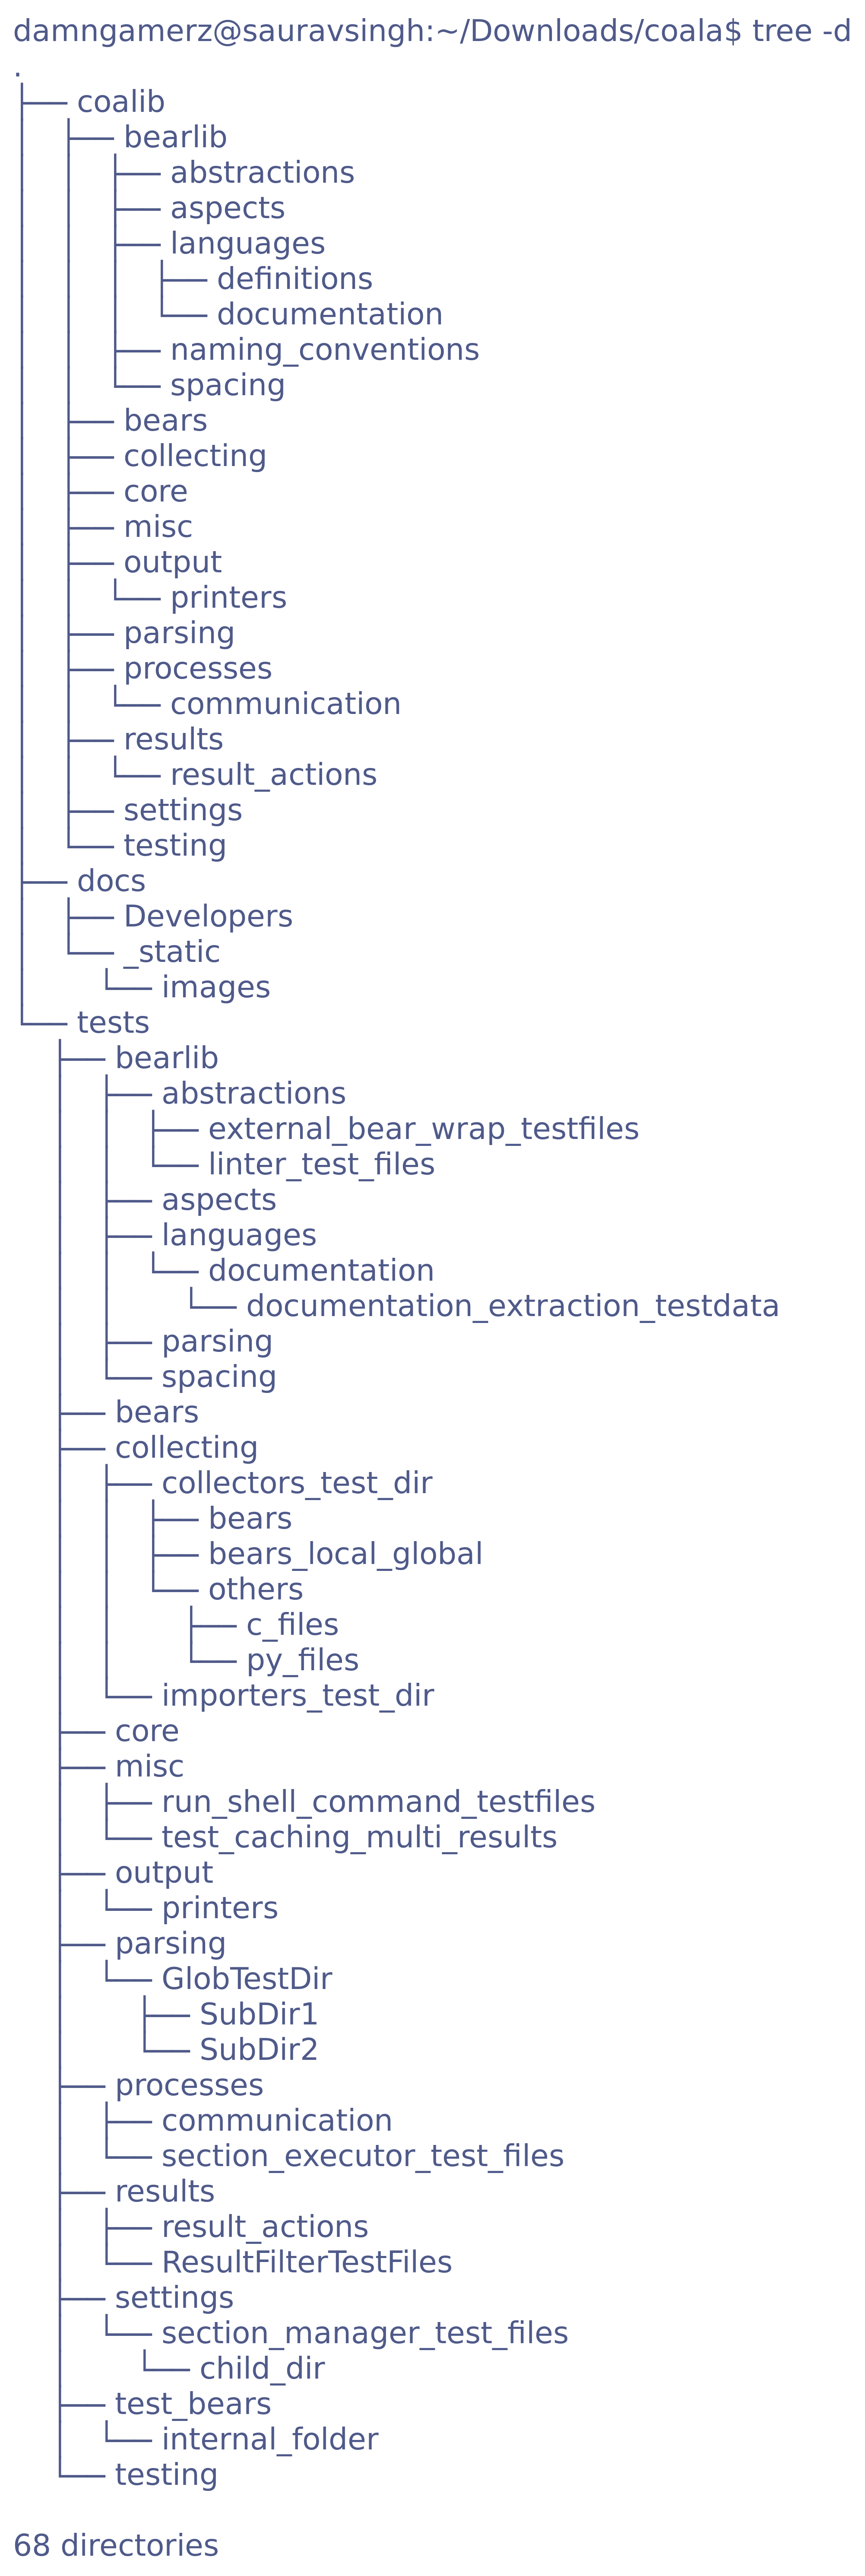 damngamerz@sauravsingh:~/Downloads/coala$ tree -d
.
├── coalib
│   ├── bearlib
│   │   ├── abstractions
│   │   ├── aspects
│   │   ├── languages
│   │   │   ├── definitions
│   │   │   └── documentation
│   │   ├── naming_conventions
│   │   └── spacing
│   ├── bears
│   ├── collecting
│   ├── core
│   ├── misc
│   ├── output
│   │   └── printers
│   ├── parsing
│   ├── processes
│   │   └── communication
│   ├── results
│   │   └── result_actions
│   ├── settings
│   └── testing
├── docs
│   ├── Developers
│   └── _static
│       └── images
└── tests
    ├── bearlib
    │   ├── abstractions
    │   │   ├── external_bear_wrap_testfiles
    │   │   └── linter_test_files
    │   ├── aspects
    │   ├── languages
    │   │   └── documentation
    │   │       └── documentation_extraction_testdata
    │   ├── parsing
    │   └── spacing
    ├── bears
    ├── collecting
    │   ├── collectors_test_dir
    │   │   ├── bears
    │   │   ├── bears_local_global
    │   │   └── others
    │   │       ├── c_files
    │   │       └── py_files
    │   └── importers_test_dir
    ├── core
    ├── misc
    │   ├── run_shell_command_testfiles
    │   └── test_caching_multi_results
    ├── output
    │   └── printers
    ├── parsing
    │   └── GlobTestDir
    │       ├── SubDir1
    │       └── SubDir2
    ├── processes
    │   ├── communication
    │   └── section_executor_test_files
    ├── results
    │   ├── result_actions
    │   └── ResultFilterTestFiles
    ├── settings
    │   └── section_manager_test_files
    │       └── child_dir
    ├── test_bears
    │   └── internal_folder
    └── testing

68 directories